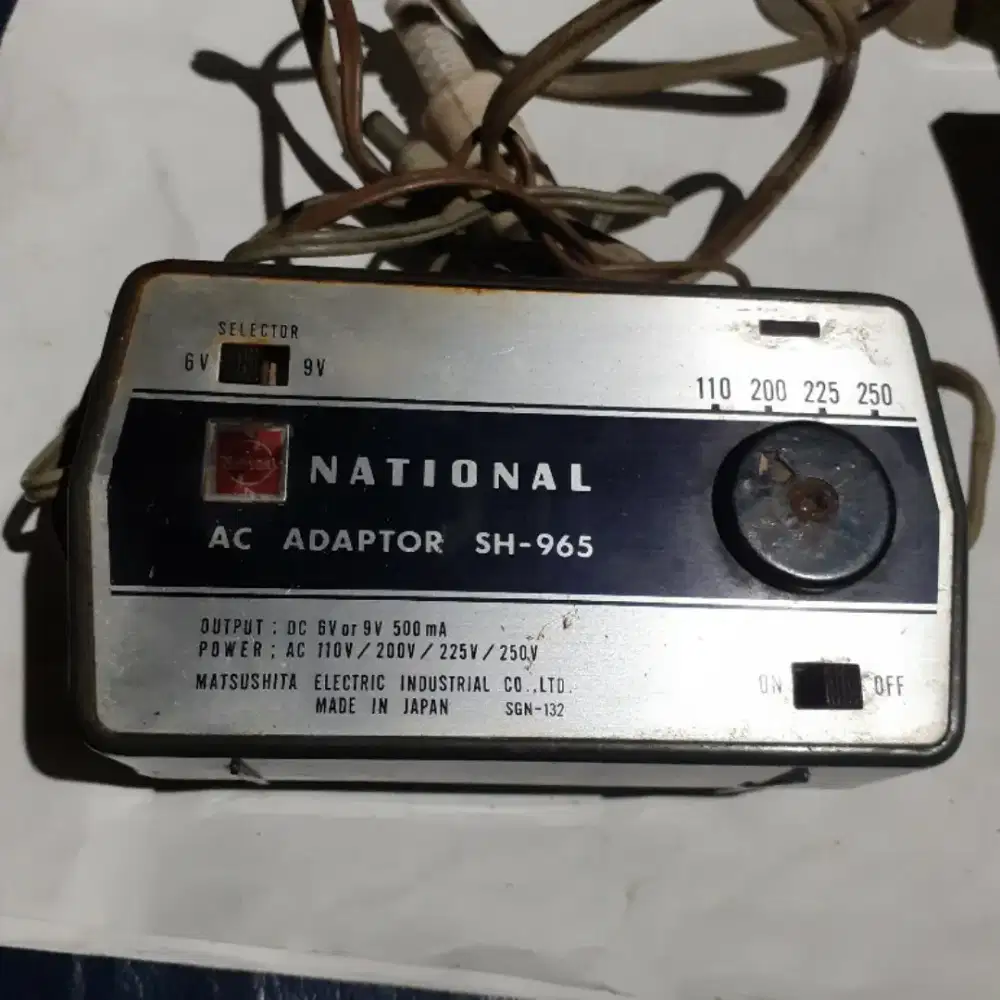 SELECTOR
6V 9V
110 200 225 250
National
NATIONAL
AC ADAPTOR SH-965
OUTPUT : DC 6V or 9V 500mA
POWER : AC 110V/200V/225V/250V
ON OFF
MATSUSHITA ELECTRIC INDUSTRIAL CO.,LTD.
MADE IN JAPAN SGN-132